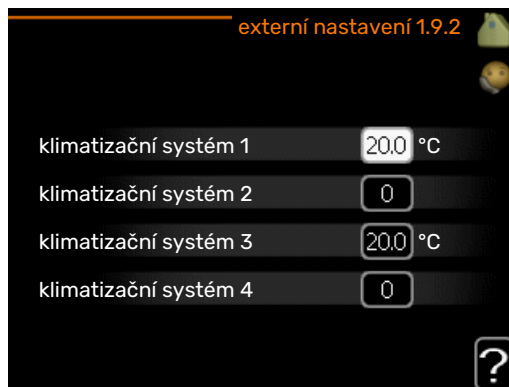 externí nastavení 1.9.2
klimatizační systém 1 20.0 °C
klimatizační systém 2 0
klimatizační systém 3 20.0 °C
klimatizační systém 4 0
?